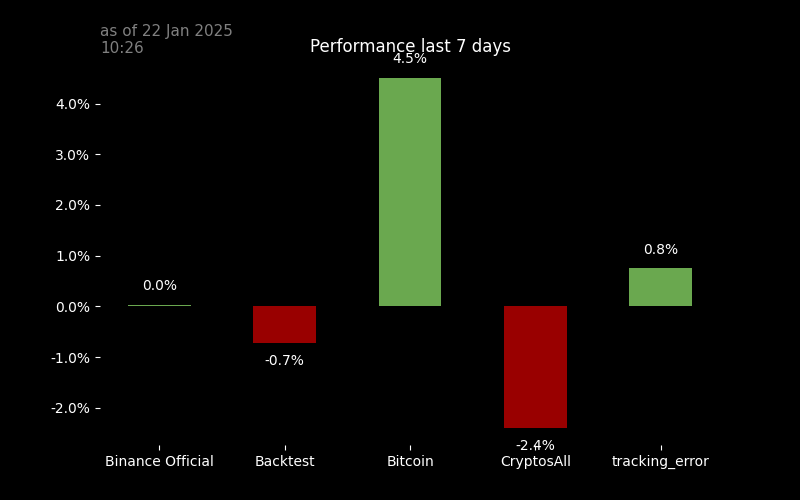 as of 22 Jan 2025
10:26
Performance last 7 days
4.5%
4.0%
3.0%
2.0%
1.0%
0.8%
0.0%
0.0%
-0.7%
-1.0%
-2.0%
-2.4%
Binance Official
Backtest
Bitcoin
CryptosAll
tracking_error